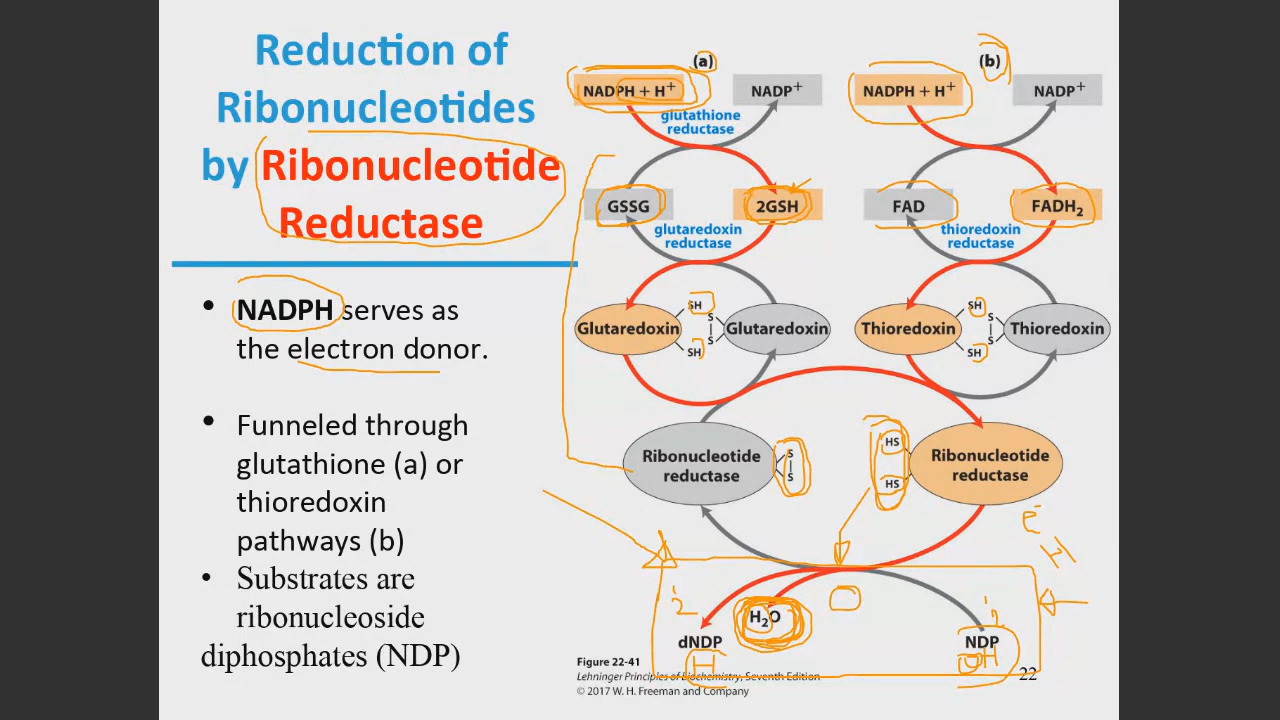 Reduction of
Ribonucleotides
by Ribonucleotide
Reductase
• NADPH serves as
the electron donor.
• Funneled through
glutathione (a) or
thioredoxin
pathways (b)
• Substrates are
ribonucleoside
diphosphates (NDP)
(a)
NADPH + H⁺
NADP⁺
glutathione
reductase
GSSG
2GSH
glutaredoxin
reductase
Glutaredoxin
SH
SH
S
S
Glutaredoxin
(b)
NADPH + H⁺
NADP⁺
FAD
FADH₂
thioredoxin
reductase
Thioredoxin
SH
SH
S
S
Thioredoxin
Ribonucleotide
reductase
S
S
HS
HS
Ribonucleotide
reductase
e⁻
2'
H₂O
2'
dNDP
NDP
H
OH
Figure 22-41
Lehninger Principles of Biochemistry, Seventh Edition
© 2017 W. H. Freeman and Company
22